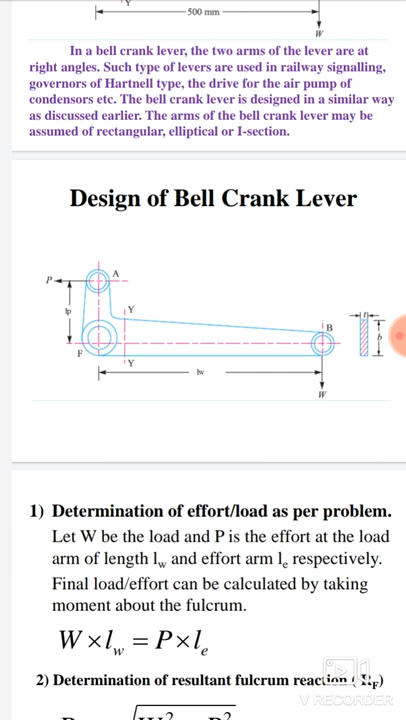 Y
500 mm
W
In a bell crank lever, the two arms of the lever are at
right angles. Such type of levers are used in railway signalling,
governors of Hartnell type, the drive for the air pump of
condensors etc. The bell crank lever is designed in a similar way
as discussed earlier. The arms of the bell crank lever may be
assumed of rectangular, elliptical or I-section.
Design of Bell Crank Lever
A
P
lp
Y
B
t
b
F
Y
lw
W
1) Determination of effort/load as per problem.
Let W be the load and P is the effort at the load
arm of length l_w and effort arm l_e respectively.
Final load/effort can be calculated by taking
moment about the fulcrum.
W × l_w = P × l_e
2) Determination of resultant fulcrum reaction ( R_F)
V RECORDER